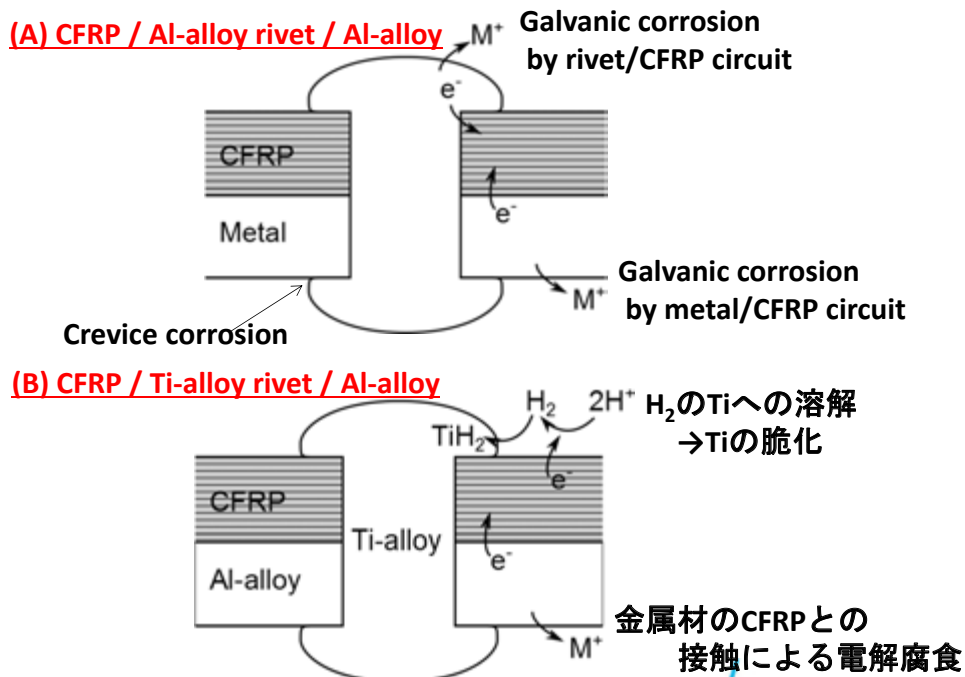 (A) CFRP / Al-alloy rivet / Al-alloy
Galvanic corrosion
by rivet/CFRP circuit
M⁺
e⁻
CFRP
e⁻
Metal
Galvanic corrosion
by metal/CFRP circuit
M⁺
Crevice corrosion
(B) CFRP / Ti-alloy rivet / Al-alloy
H₂ 2H⁺
H₂のTiへの溶解
→Tiの脆化
TiH₂
e⁻
CFRP
Ti-alloy
e⁻
Al-alloy
金属材のCFRPとの
接触による電解腐食
M⁺